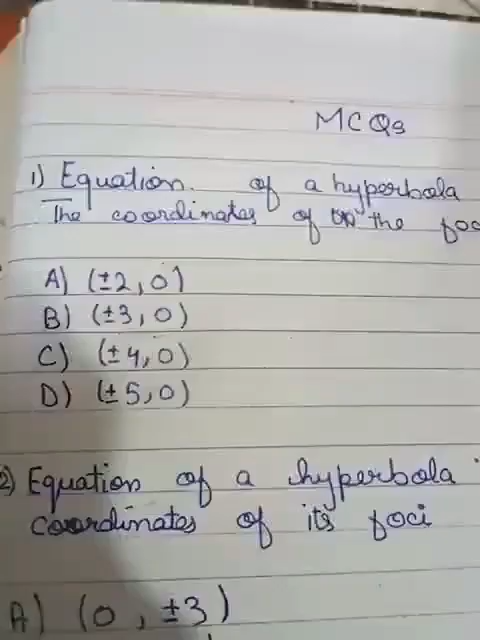 MCQs
1) Equation of a hyperbola
The coordinates of the foc
A) (±2, 0)
B) (±3, 0)
C) (±4, 0)
D) (±5, 0)
2) Equation of a hyperbola
coordinates of its foci
A) (0, ±3)